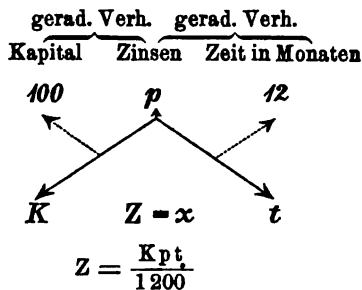 gerad. Verh. gerad. Verh.
Kapital Zinsen Zeit in Monaten
100 p 12
K Z = x t
Z = Kpt
1200